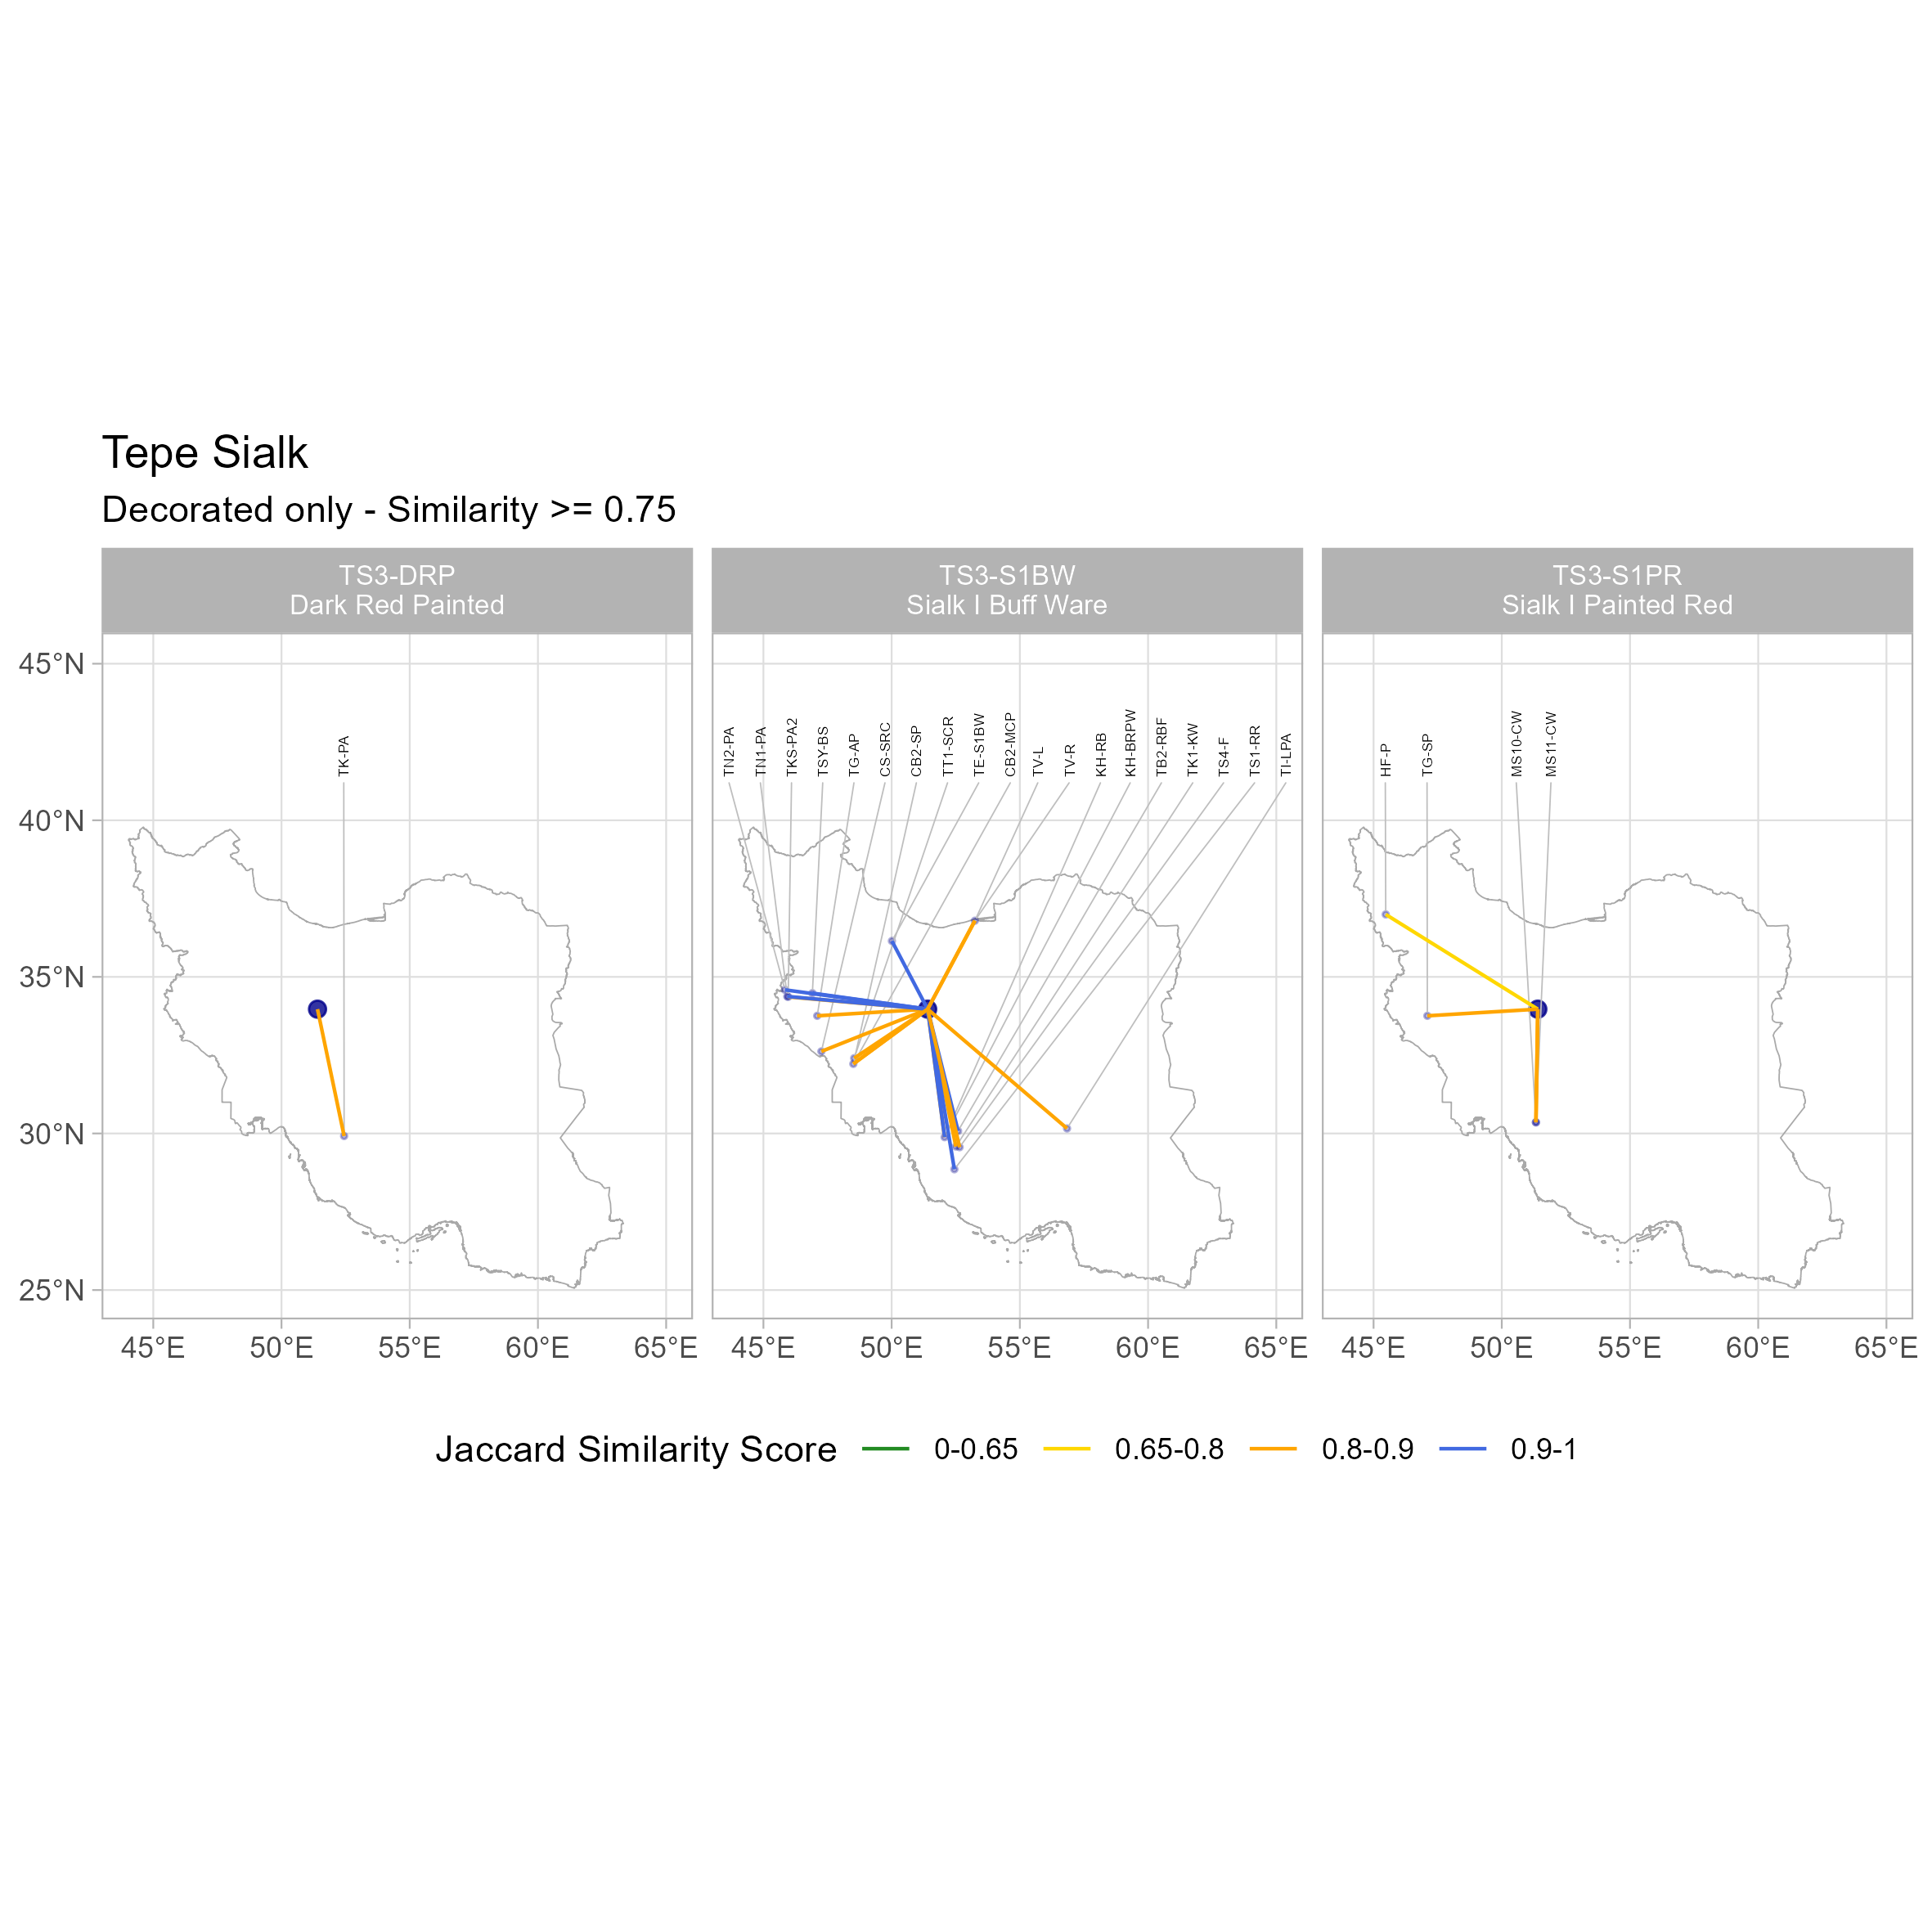 Tepe Sialk
Decorated only - Similarity >= 0.75
TS3-DRP
Dark Red Painted
TS3-S1BW
Sialk I Buff Ware
TS3-S1PR
Sialk I Painted Red
45°N
40°N
35°N
30°N
25°N
TK-PA
TN2-PA
TN1-PA
TKS-PA2
TSY-BS
TG-AP
CS-SRC
CB2-SP
TT1-SCR
TE-S1BW
CB2-MCP
TV-L
TV-R
KH-RB
KH-BRPW
TB2-RBF
TK1-KW
TS4-F
TS1-RR
TI-LPA
HF-P
TG-SP
MS10-CW
MS11-CW
45°E 50°E 55°E 60°E 65°E
45°E 50°E 55°E 60°E 65°E
45°E 50°E 55°E 60°E 65°E
Jaccard Similarity Score 0-0.65 0.65-0.8 0.8-0.9 0.9-1